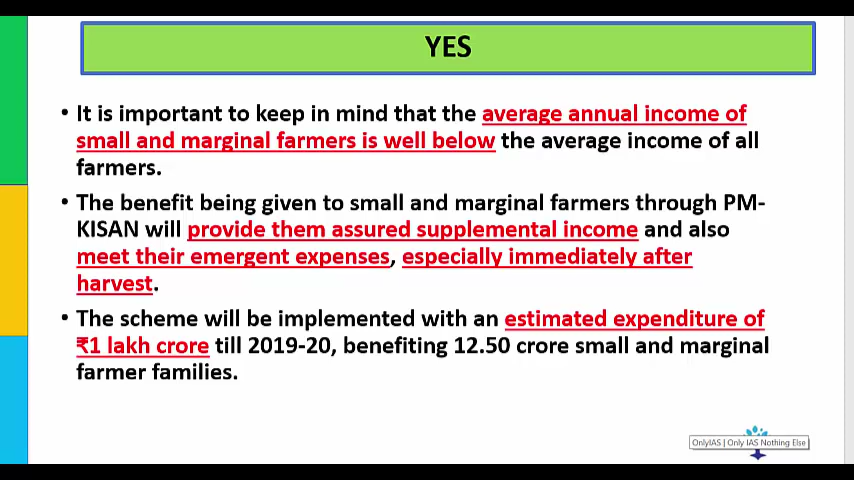 YES
• It is important to keep in mind that the average annual income of
small and marginal farmers is well below the average income of all
farmers.
• The benefit being given to small and marginal farmers through PM-
KISAN will provide them assured supplemental income and also
meet their emergent expenses, especially immediately after
harvest.
• The scheme will be implemented with an estimated expenditure of
₹1 lakh crore till 2019-20, benefiting 12.50 crore small and marginal
farmer families.
OnlyIAS | Only IAS Nothing Else